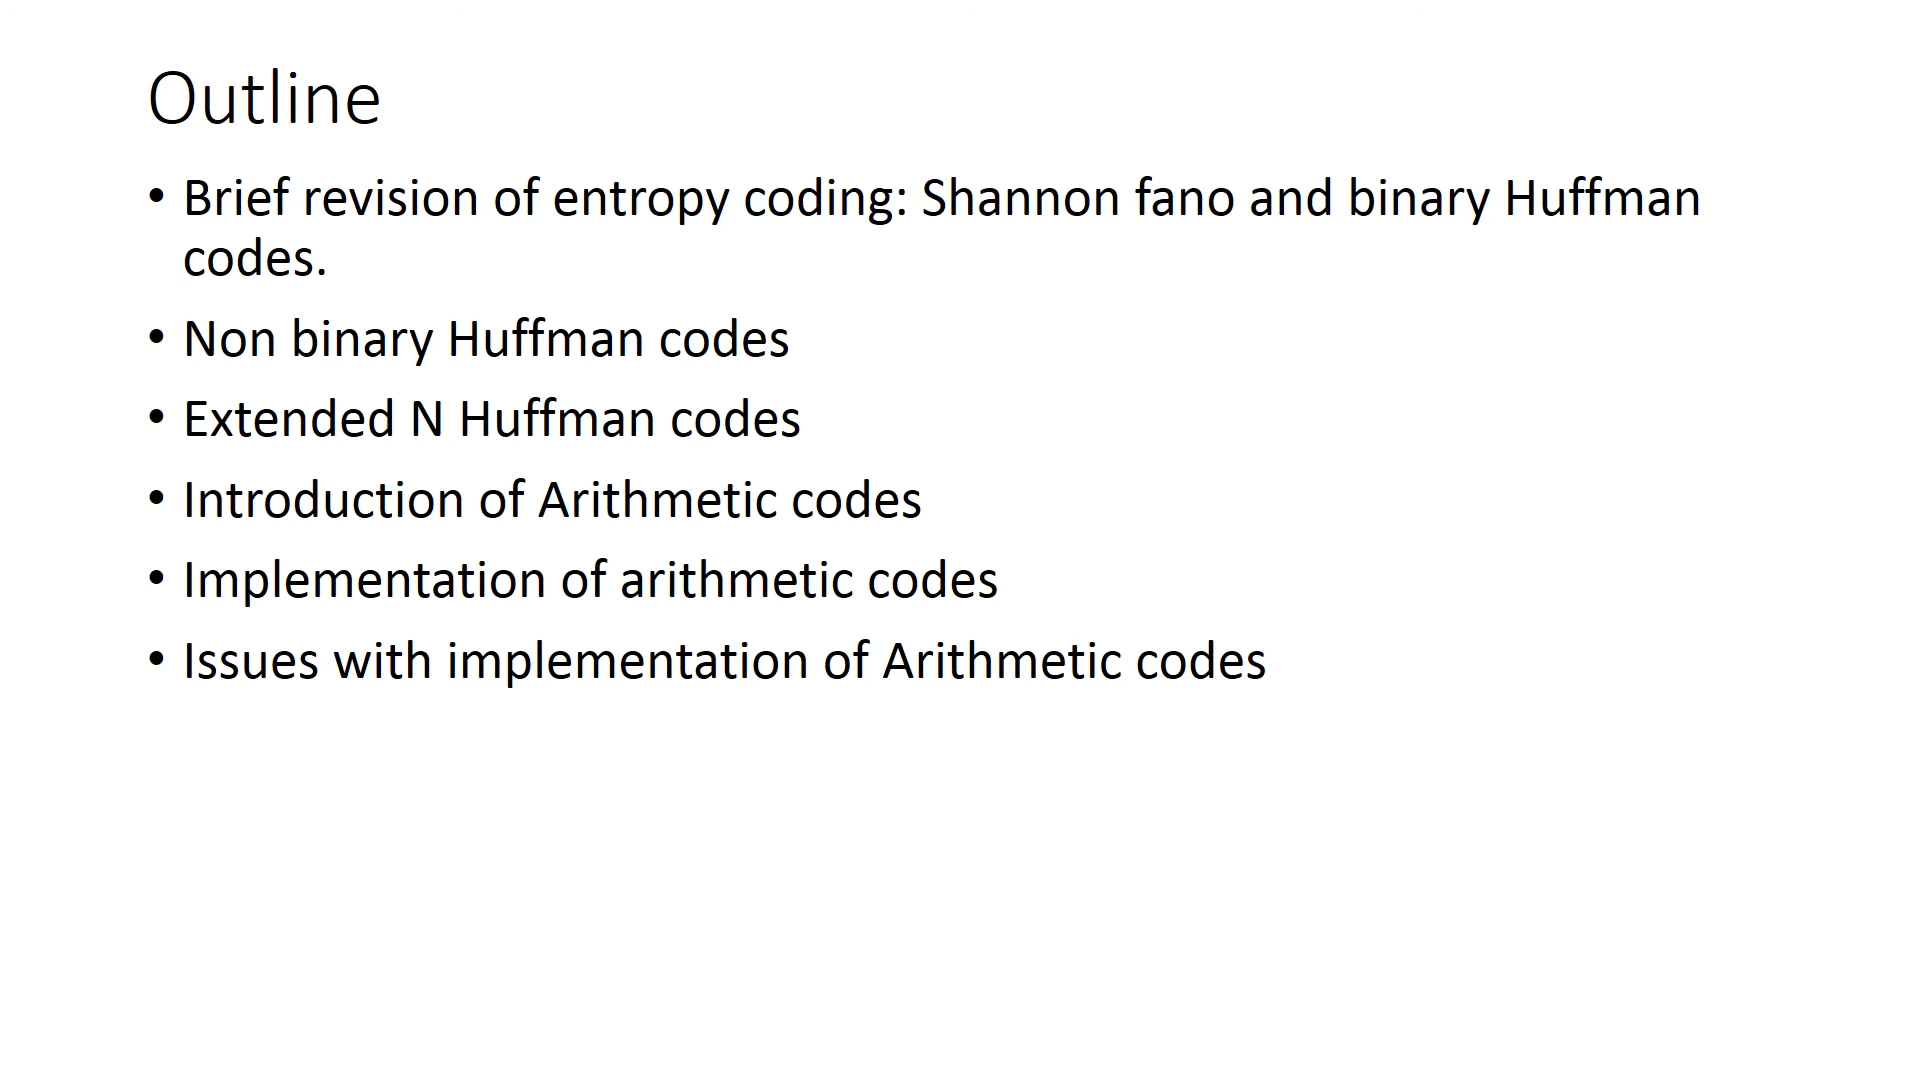 Outline
• Brief revision of entropy coding: Shannon fano and binary Huffman
codes.
• Non binary Huffman codes
• Extended N Huffman codes
• Introduction of Arithmetic codes
• Implementation of arithmetic codes
• Issues with implementation of Arithmetic codes